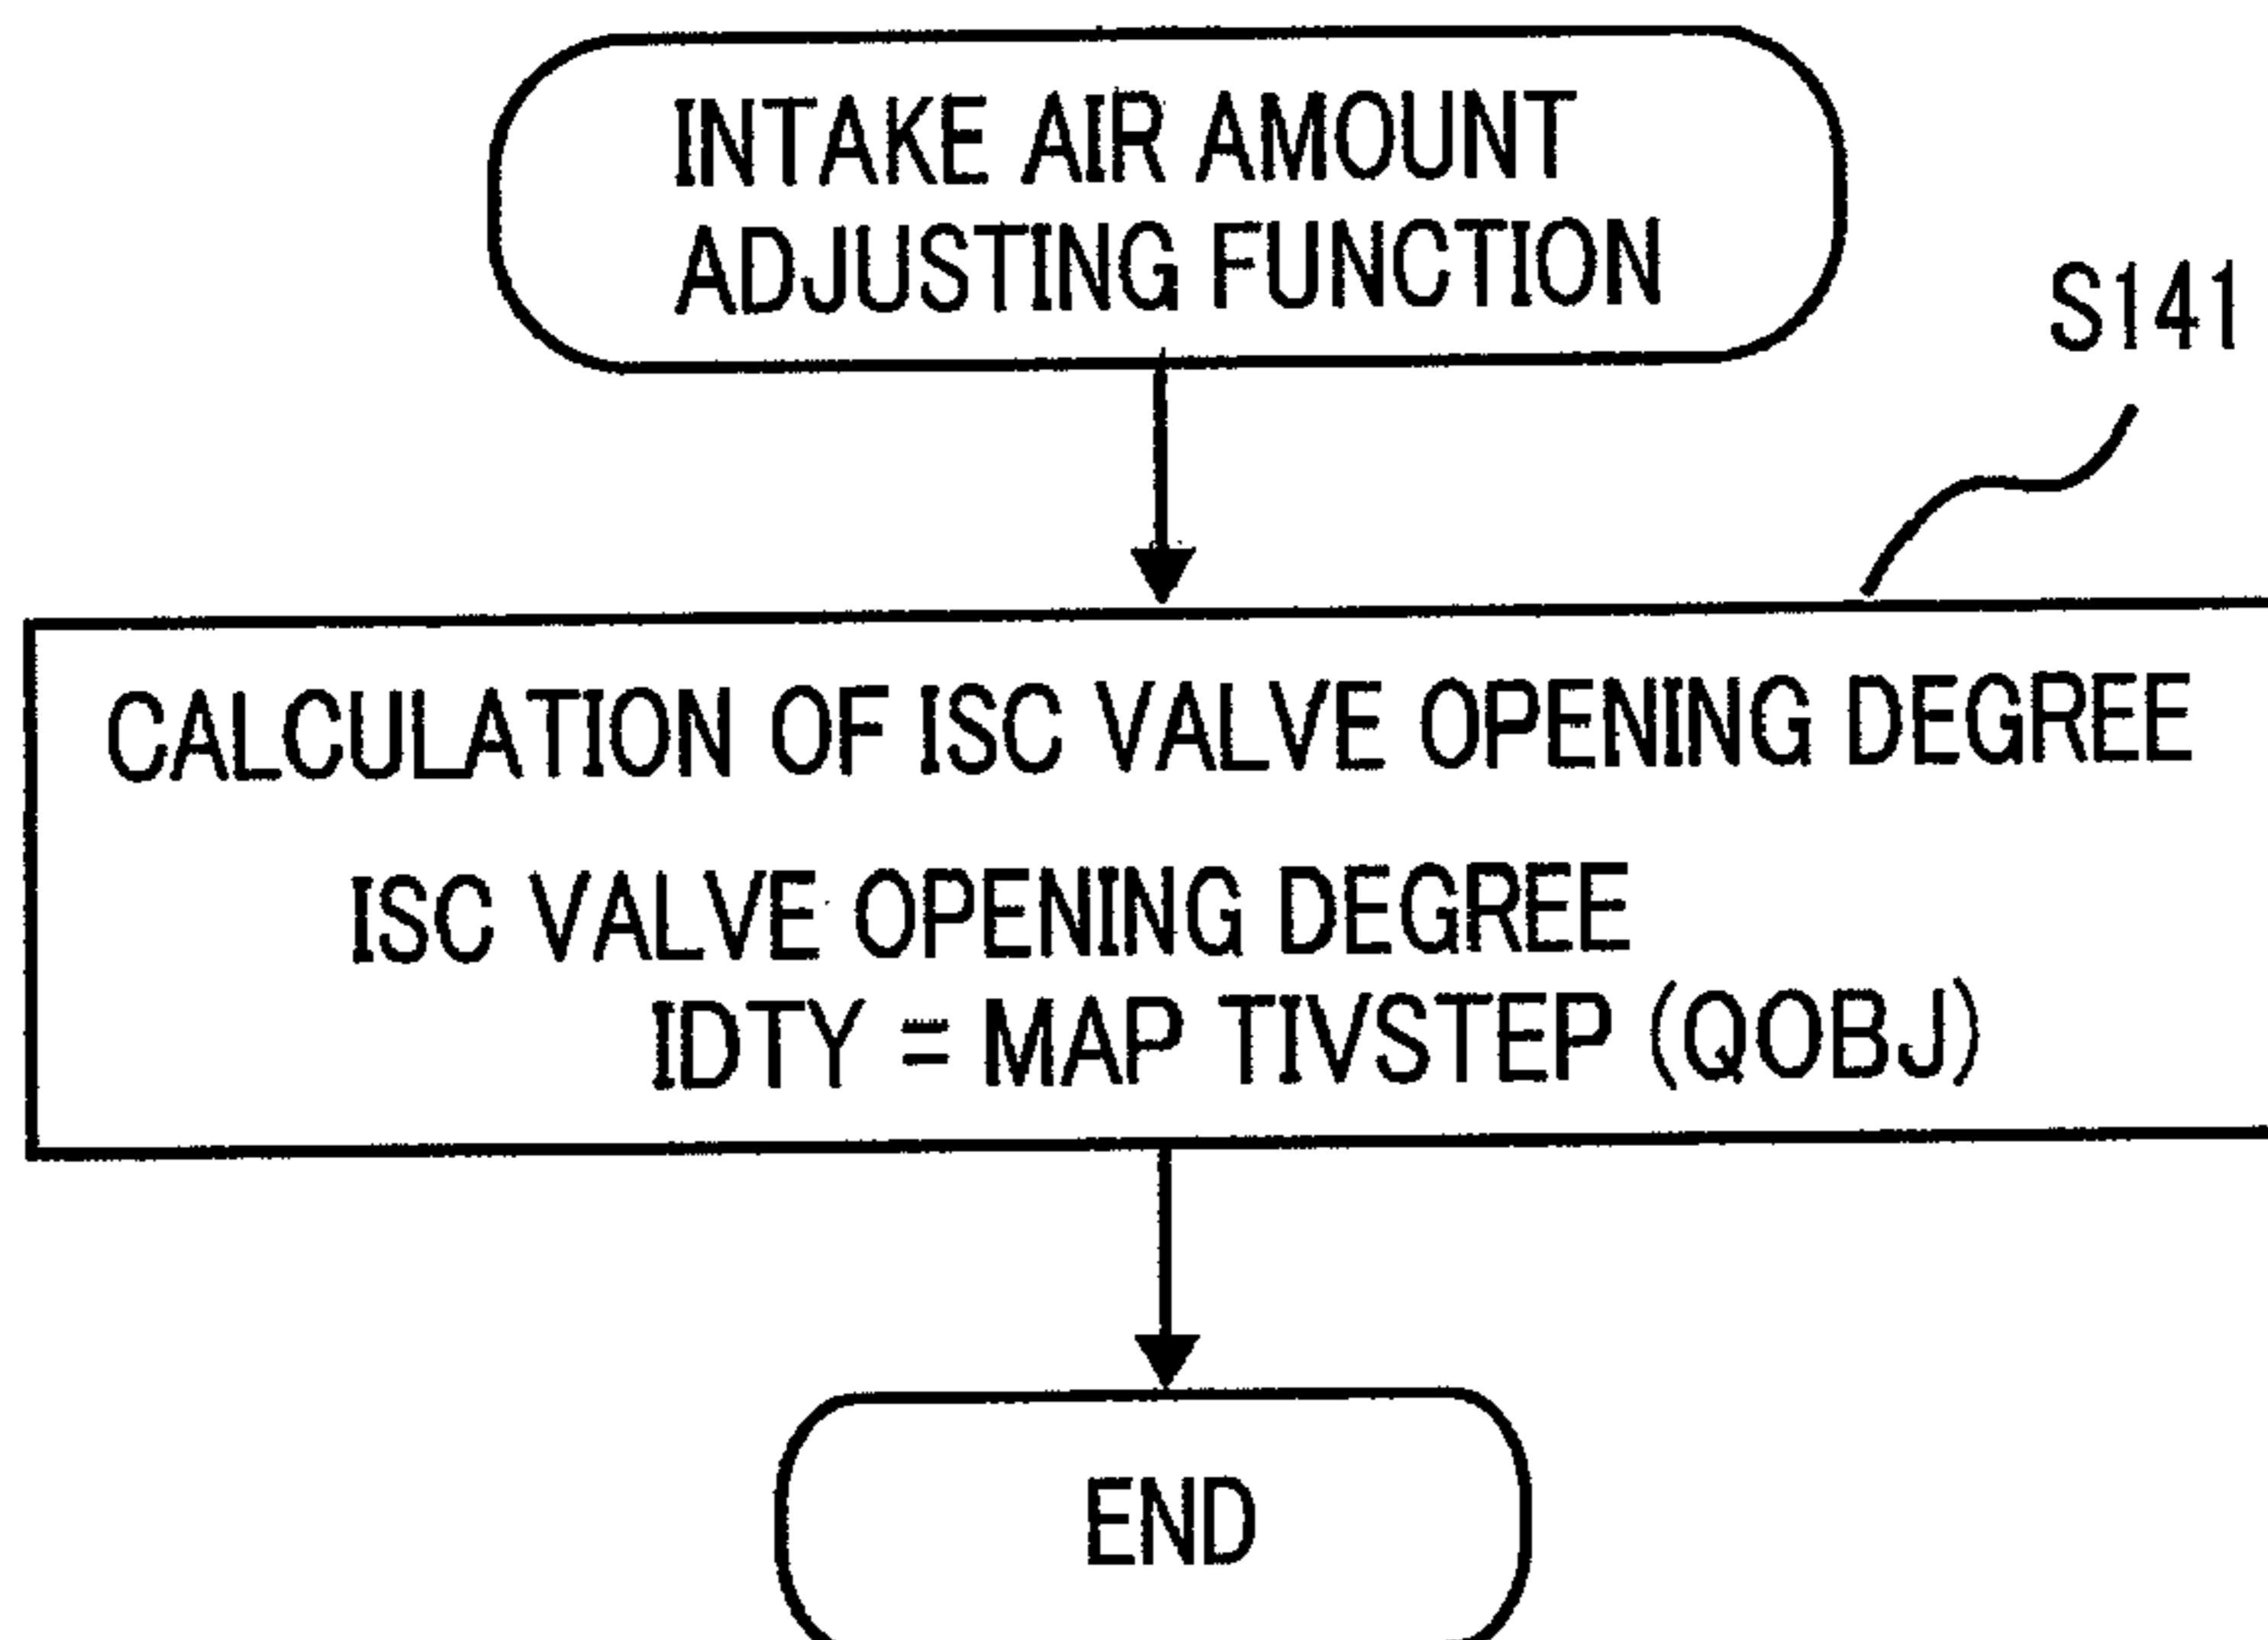 INTAKE AIR AMOUNT
ADJUSTING FUNCTION
S141
CALCULATION OF ISC VALVE OPENING DEGREE
ISC VALVE OPENING DEGREE
IDTY = MAP TIVSTEP (QOBJ)
END